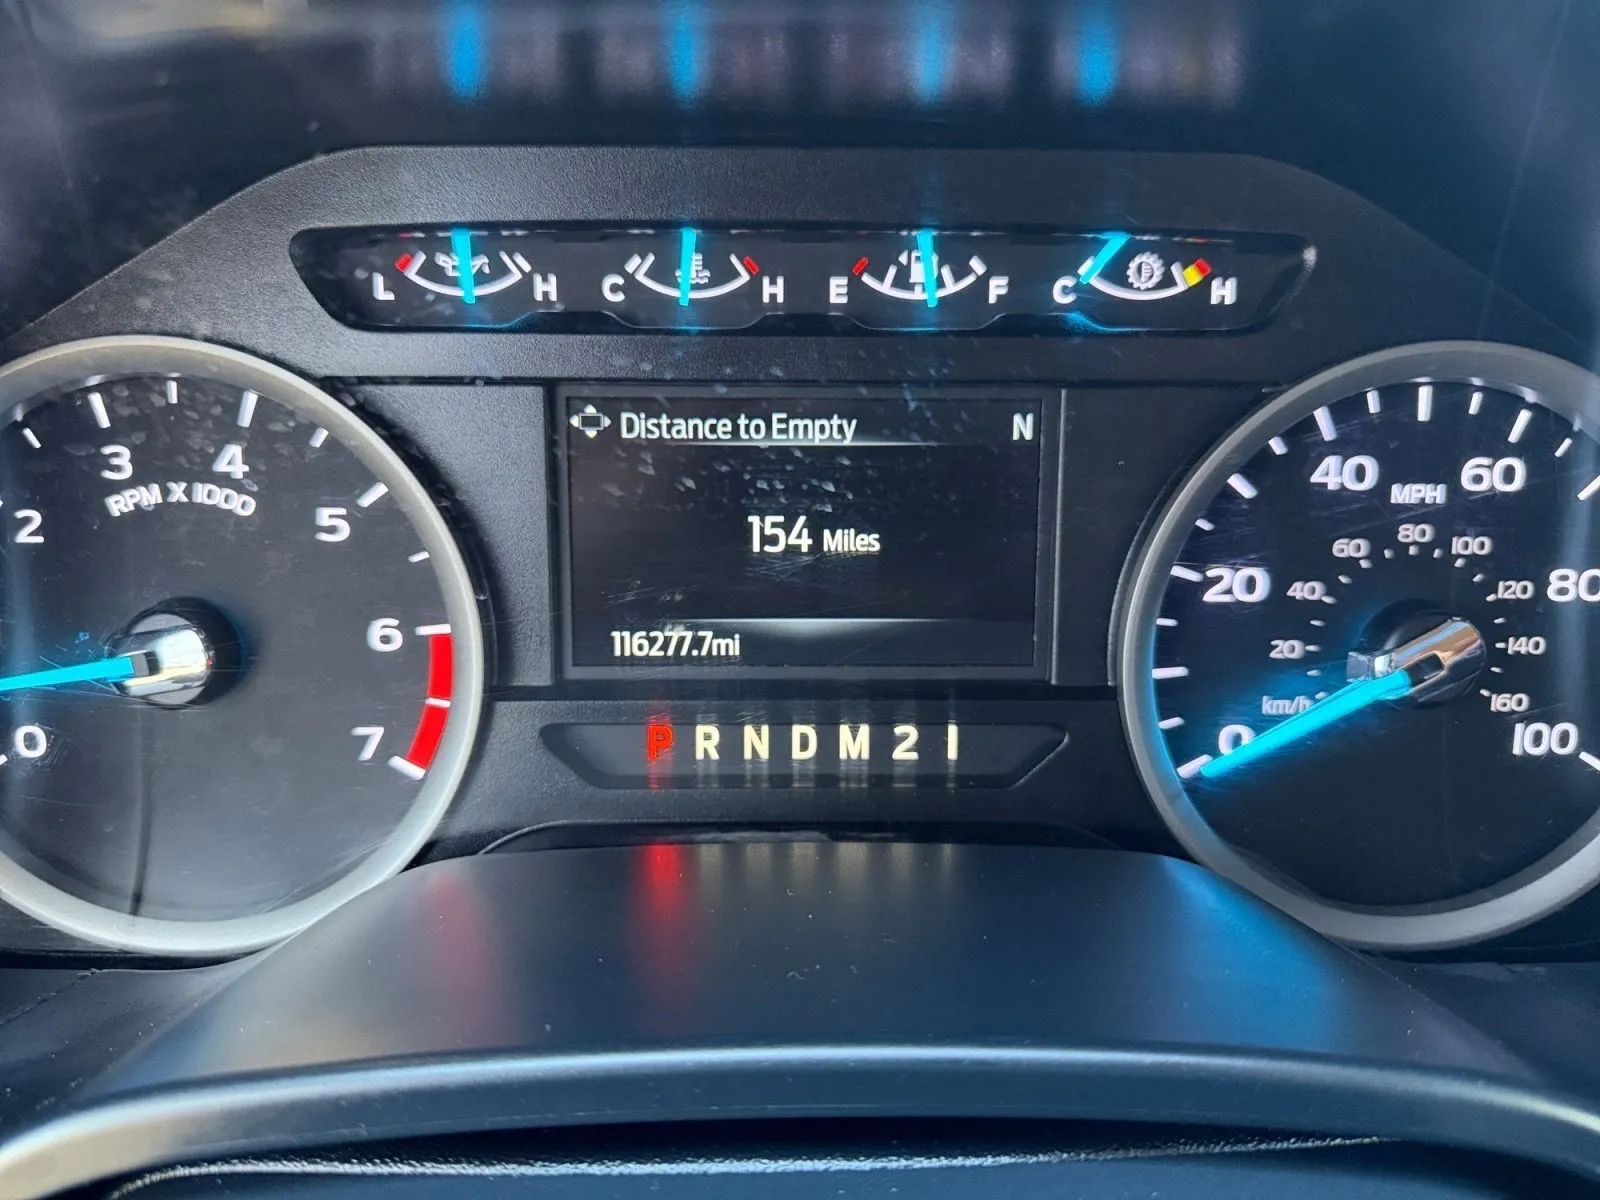 L H C H E F C H
Distance to Empty N
154 Miles
116277.7mi
P R N D M 2 1
0 2 3 4 5 6 7
RPM X 1000
0 20 40 60 80 100
MPH
20 40 60 80 100 120 140 160
km/h